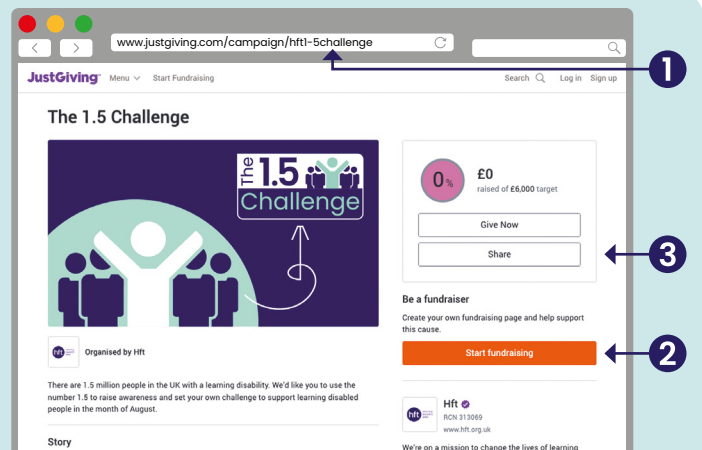 www.justgiving.com/campaign/hft1-5challenge
1
JustGiving™ Menu Start Fundraising Search Log in Sign up
The 1.5 Challenge
The 1.5
Challenge
0%
£0
raised of £6,000 target
Give Now
Share
3
Be a fundraiser
Create your own fundraising page and help support
this cause.
Start fundraising
2
hft
Organised by Hft
There are 1.5 million people in the UK with a learning disability. We'd like you to use the
number 1.5 to raise awareness and set your own challenge to support learning disabled
people in the month of August.
Story
hft
Hft
RCN 313069
www.hft.org.uk
We're on a mission to change the lives of learning